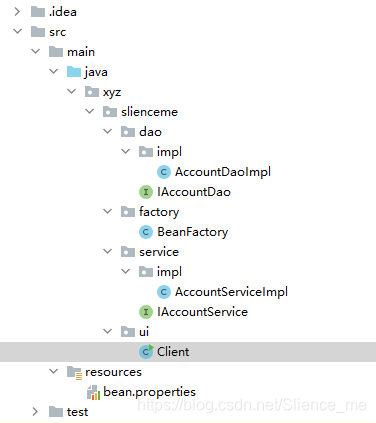 .idea
src
main
java
xyz
slienceme
dao
impl
AccountDaoImpl
IAccountDao
factory
BeanFactory
service
impl
AccountServiceImpl
IAccountService
ui
Client
resources
bean.properties
test
https://blog.csdn.net/Slience_me